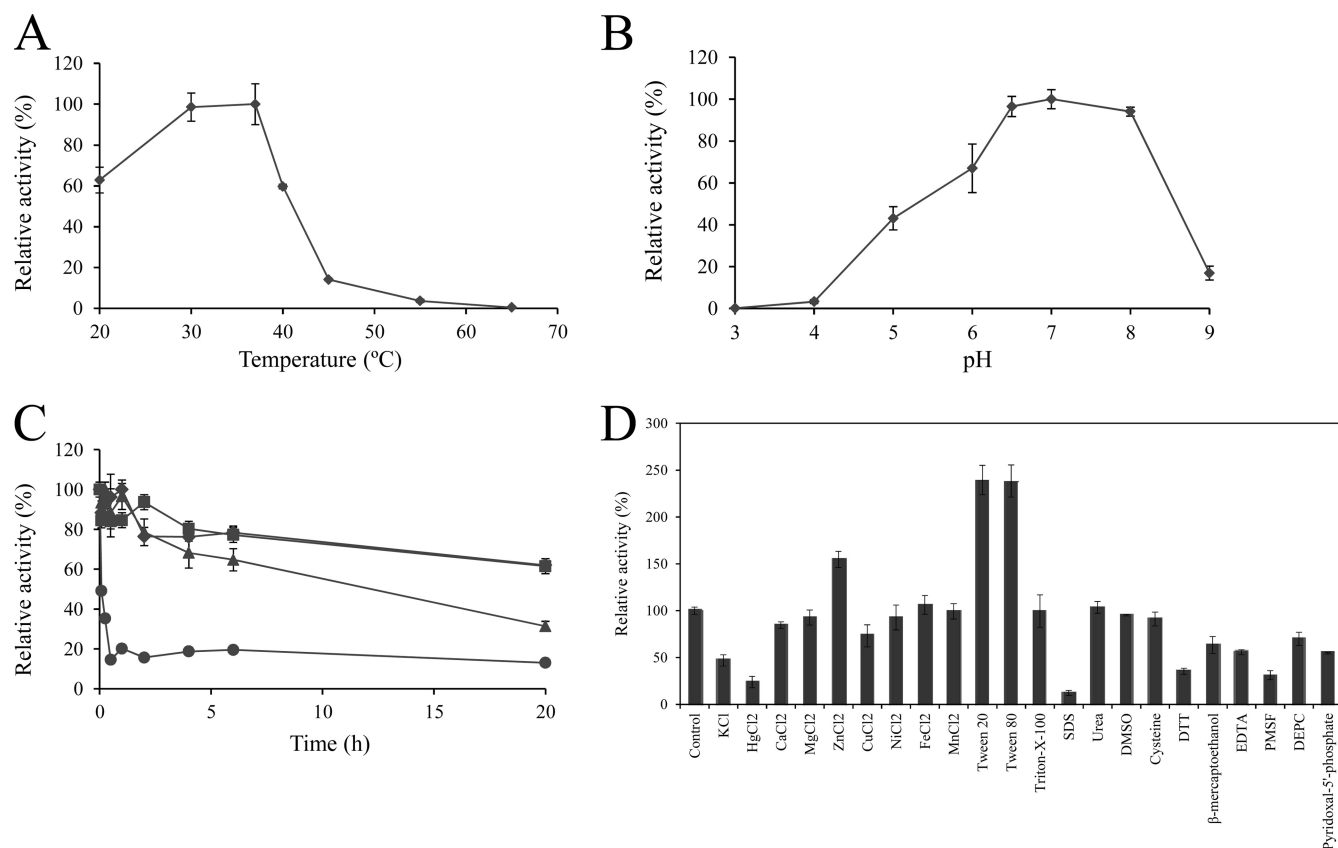 A
120
100
80
60
40
20
0
Relative activity (%)
20 30 40 50 60 70
Temperature (ºC)
B
120
100
80
60
40
20
0
Relative activity (%)
3 4 5 6 7 8 9
pH
C
120
100
80
60
40
20
0
Relative activity (%)
0 5 10 15 20
Time (h)
D
300
250
200
150
100
50
0
Relative activity (%)
Control
KCl
HgCl2
CaCl2
MgCl2
ZnCl2
CuCl2
NiCl2
FeCl2
MnCl2
Tween 20
Tween 80
Triton-X-100
SDS
Urea
DMSO
Cysteine
DTT
β-mercaptoethanol
EDTA
PMSF
DEPC
Pyridoxal-5'-phosphate